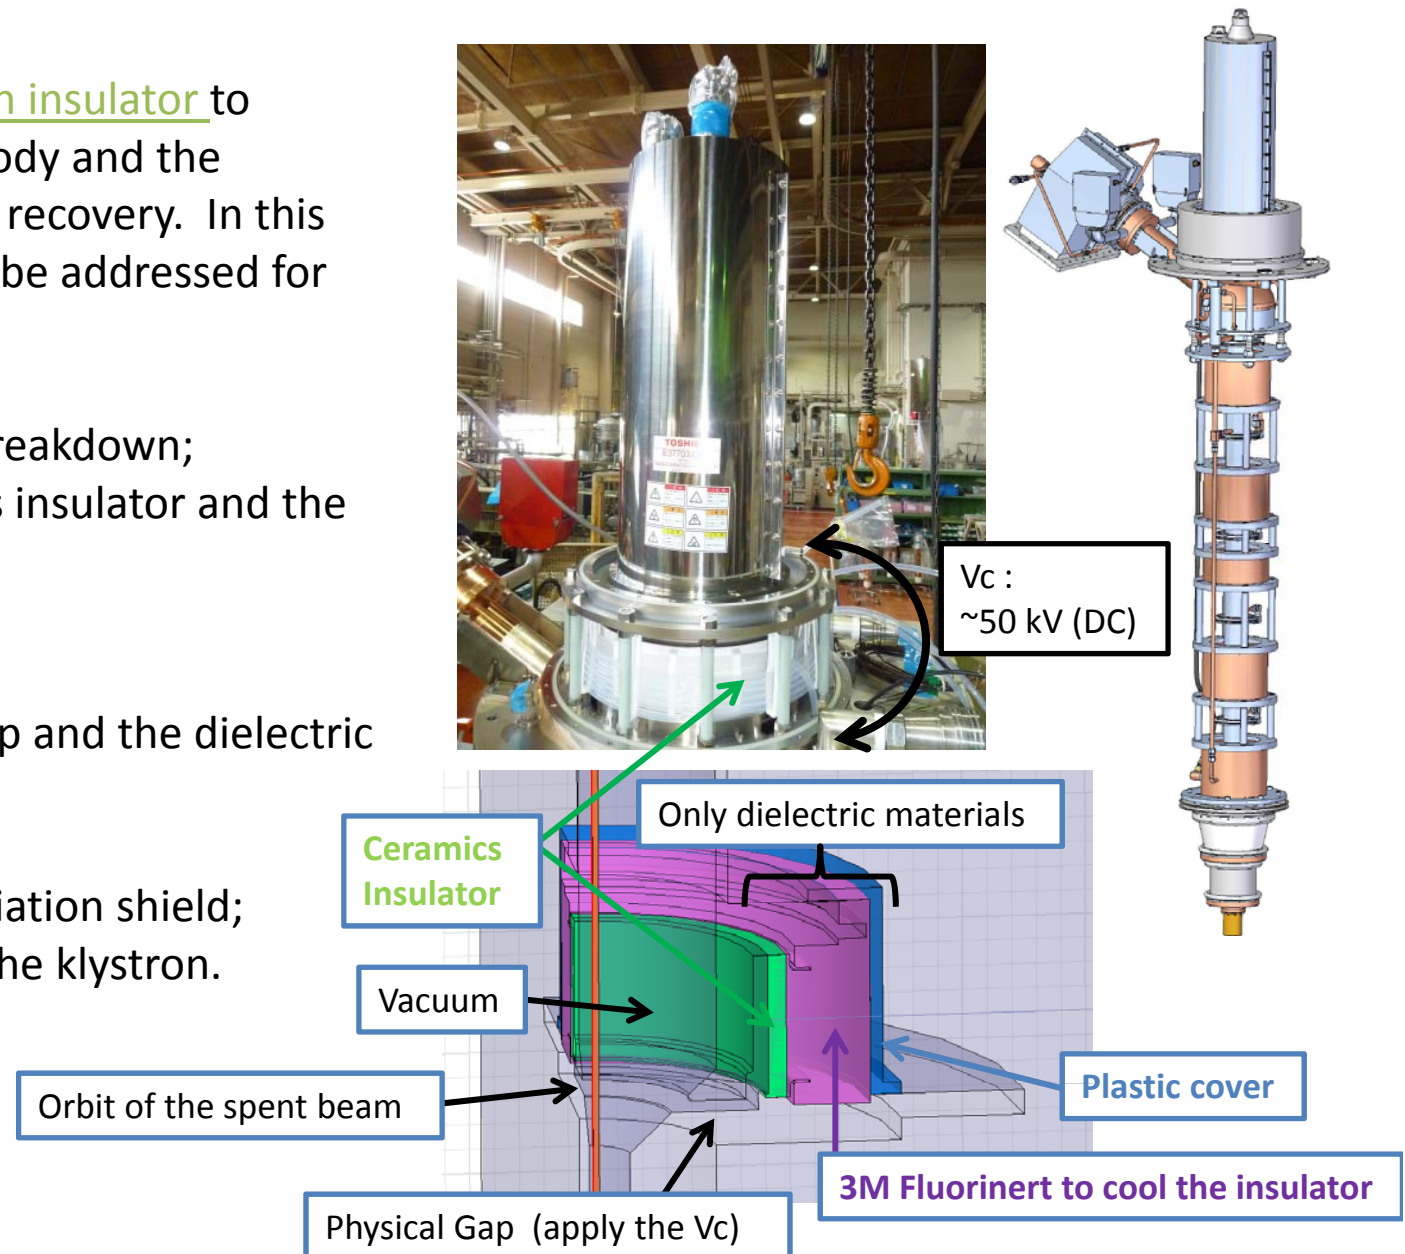 n insulator to
ody and the
recovery. In this
be addressed for
reakdown;
s insulator and the
p and the dielectric
iation shield;
he klystron.
TOSHIB
E37703
Vc :
~50 kV (DC)
Only dielectric materials
Ceramics
Insulator
Vacuum
Orbit of the spent beam
Plastic cover
3M Fluorinert to cool the insulator
Physical Gap (apply the Vc)